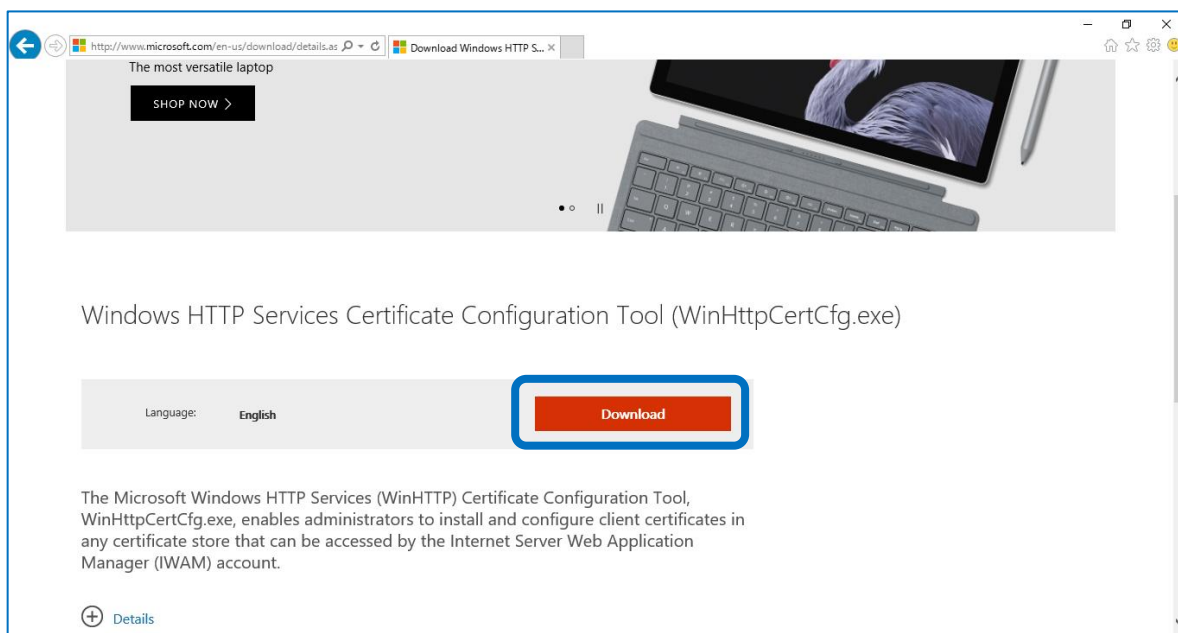 http://www.microsoft.com/en-us/download/details.as
Download Windows HTTP S...
The most versatile laptop
SHOP NOW
Windows HTTP Services Certificate Configuration Tool (WinHttpCertCfg.exe)
Language: English
Download
The Microsoft Windows HTTP Services (WinHTTP) Certificate Configuration Tool,
WinHttpCertCfg.exe, enables administrators to install and configure client certificates in
any certificate store that can be accessed by the Internet Server Web Application
Manager (IWAM) account.
Details